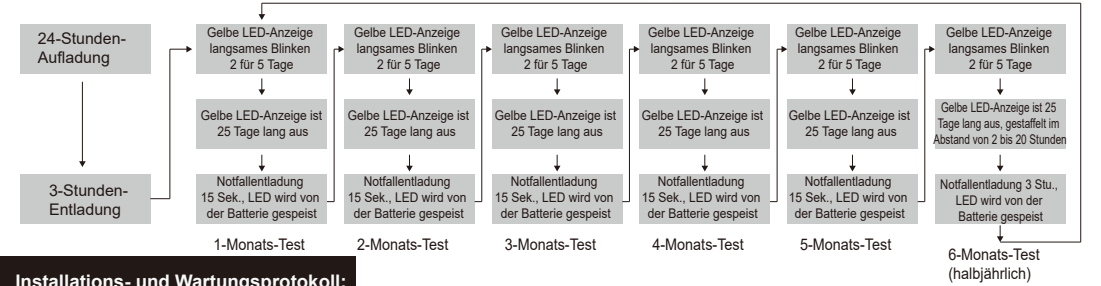 24-Stunden-
Aufladung
3-Stunden-
Entladung
Gelbe LED-Anzeige
langsames Blinken
2 für 5 Tage
Gelbe LED-Anzeige ist
25 Tage lang aus
Notfallentladung
15 Sek., LED wird von
der Batterie gespeist
1-Monats-Test
Gelbe LED-Anzeige
langsames Blinken
2 für 5 Tage
Gelbe LED-Anzeige ist
25 Tage lang aus
Notfallentladung
15 Sek., LED wird von
der Batterie gespeist
2-Monats-Test
Gelbe LED-Anzeige
langsames Blinken
2 für 5 Tage
Gelbe LED-Anzeige ist
25 Tage lang aus
Notfallentladung
15 Sek., LED wird von
der Batterie gespeist
3-Monats-Test
Gelbe LED-Anzeige
langsames Blinken
2 für 5 Tage
Gelbe LED-Anzeige ist
25 Tage lang aus
Notfallentladung
15 Sek., LED wird von
der Batterie gespeist
4-Monats-Test
Gelbe LED-Anzeige
langsames Blinken
2 für 5 Tage
Gelbe LED-Anzeige ist
25 Tage lang aus
Notfallentladung
15 Sek., LED wird von
der Batterie gespeist
5-Monats-Test
Gelbe LED-Anzeige
langsames Blinken
2 für 5 Tage
Gelbe LED-Anzeige ist 25
Tage lang aus, gestaffelt im
Abstand von 2 bis 20 Stunden
Notfallentladung 3 Stu.,
LED wird von der
Batterie gespeist
6-Monats-Test
(halbjährlich)
Installations- und Wartungsprotokoll: